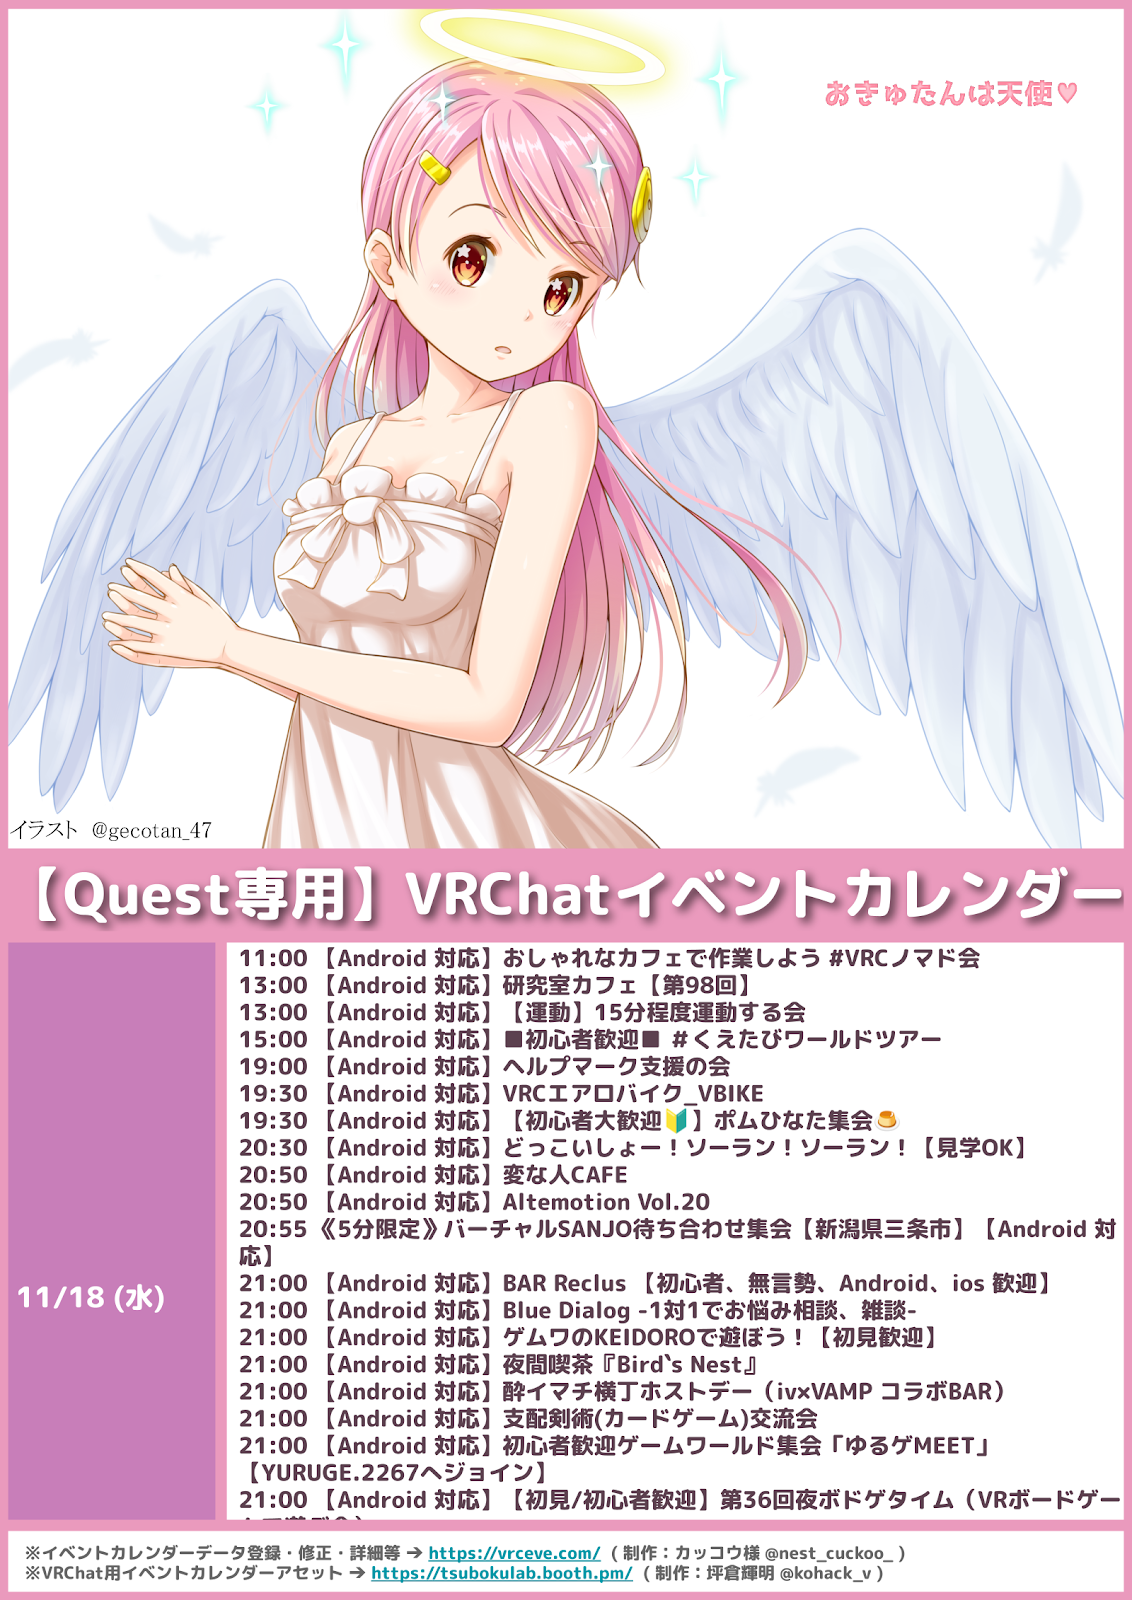 おきゅたんは天使♥
イラスト @gecotan_47
【Quest専用】VRChatイベントカレンダー
11/18 (水)
11:00 【Android 対応】おしゃれなカフェで作業しよう #VRCノマド会
13:00 【Android 対応】研究室カフェ【第98回】
13:00 【Android 対応】【運動】15分程度運動する会
15:00 【Android 対応】■初心者歓迎■ #くえたびワールドツアー
19:00 【Android 対応】ヘルプマーク支援の会
19:30 【Android 対応】VRCエアロバイク_VBIKE
19:30 【Android 対応】【初心者大歓迎🔰】ポムひなた集会🍮
20:30 【Android 対応】どっこいしょー！ソーラン！ソーラン！【見学OK】
20:50 【Android 対応】変な人CAFE
20:50 【Android 対応】Altemotion Vol.20
20:55 《5分限定》バーチャルSANJO待ち合わせ集会【新潟県三条市】【Android 対
応】
21:00 【Android 対応】BAR Reclus 【初心者、無言勢、Android、ios 歓迎】
21:00 【Android 対応】Blue Dialog -1対1でお悩み相談、雑談-
21:00 【Android 対応】ゲムワのKEIDOROで遊ぼう！【初見歓迎】
21:00 【Android 対応】夜間喫茶『Bird‵s Nest』
21:00 【Android 対応】酔イマチ横丁ホストデー（iv×VAMP コラボBAR）
21:00 【Android 対応】支配剣術(カードゲーム)交流会
21:00 【Android 対応】初心者歓迎ゲームワールド集会「ゆるゲMEET」
【YURUGE.2267へジョイン】
21:00 【Android 対応】【初見/初心者歓迎】第36回夜ボドゲタイム（VRボードゲー
※イベントカレンダーデータ登録・修正・詳細等 ➔ https://vrceve.com/ ( 制作：カッコウ様 @nest_cuckoo_ )
※VRChat用イベントカレンダーアセット ➔ https://tsubokulab.booth.pm/ ( 制作：坪倉輝明 @kohack_v )